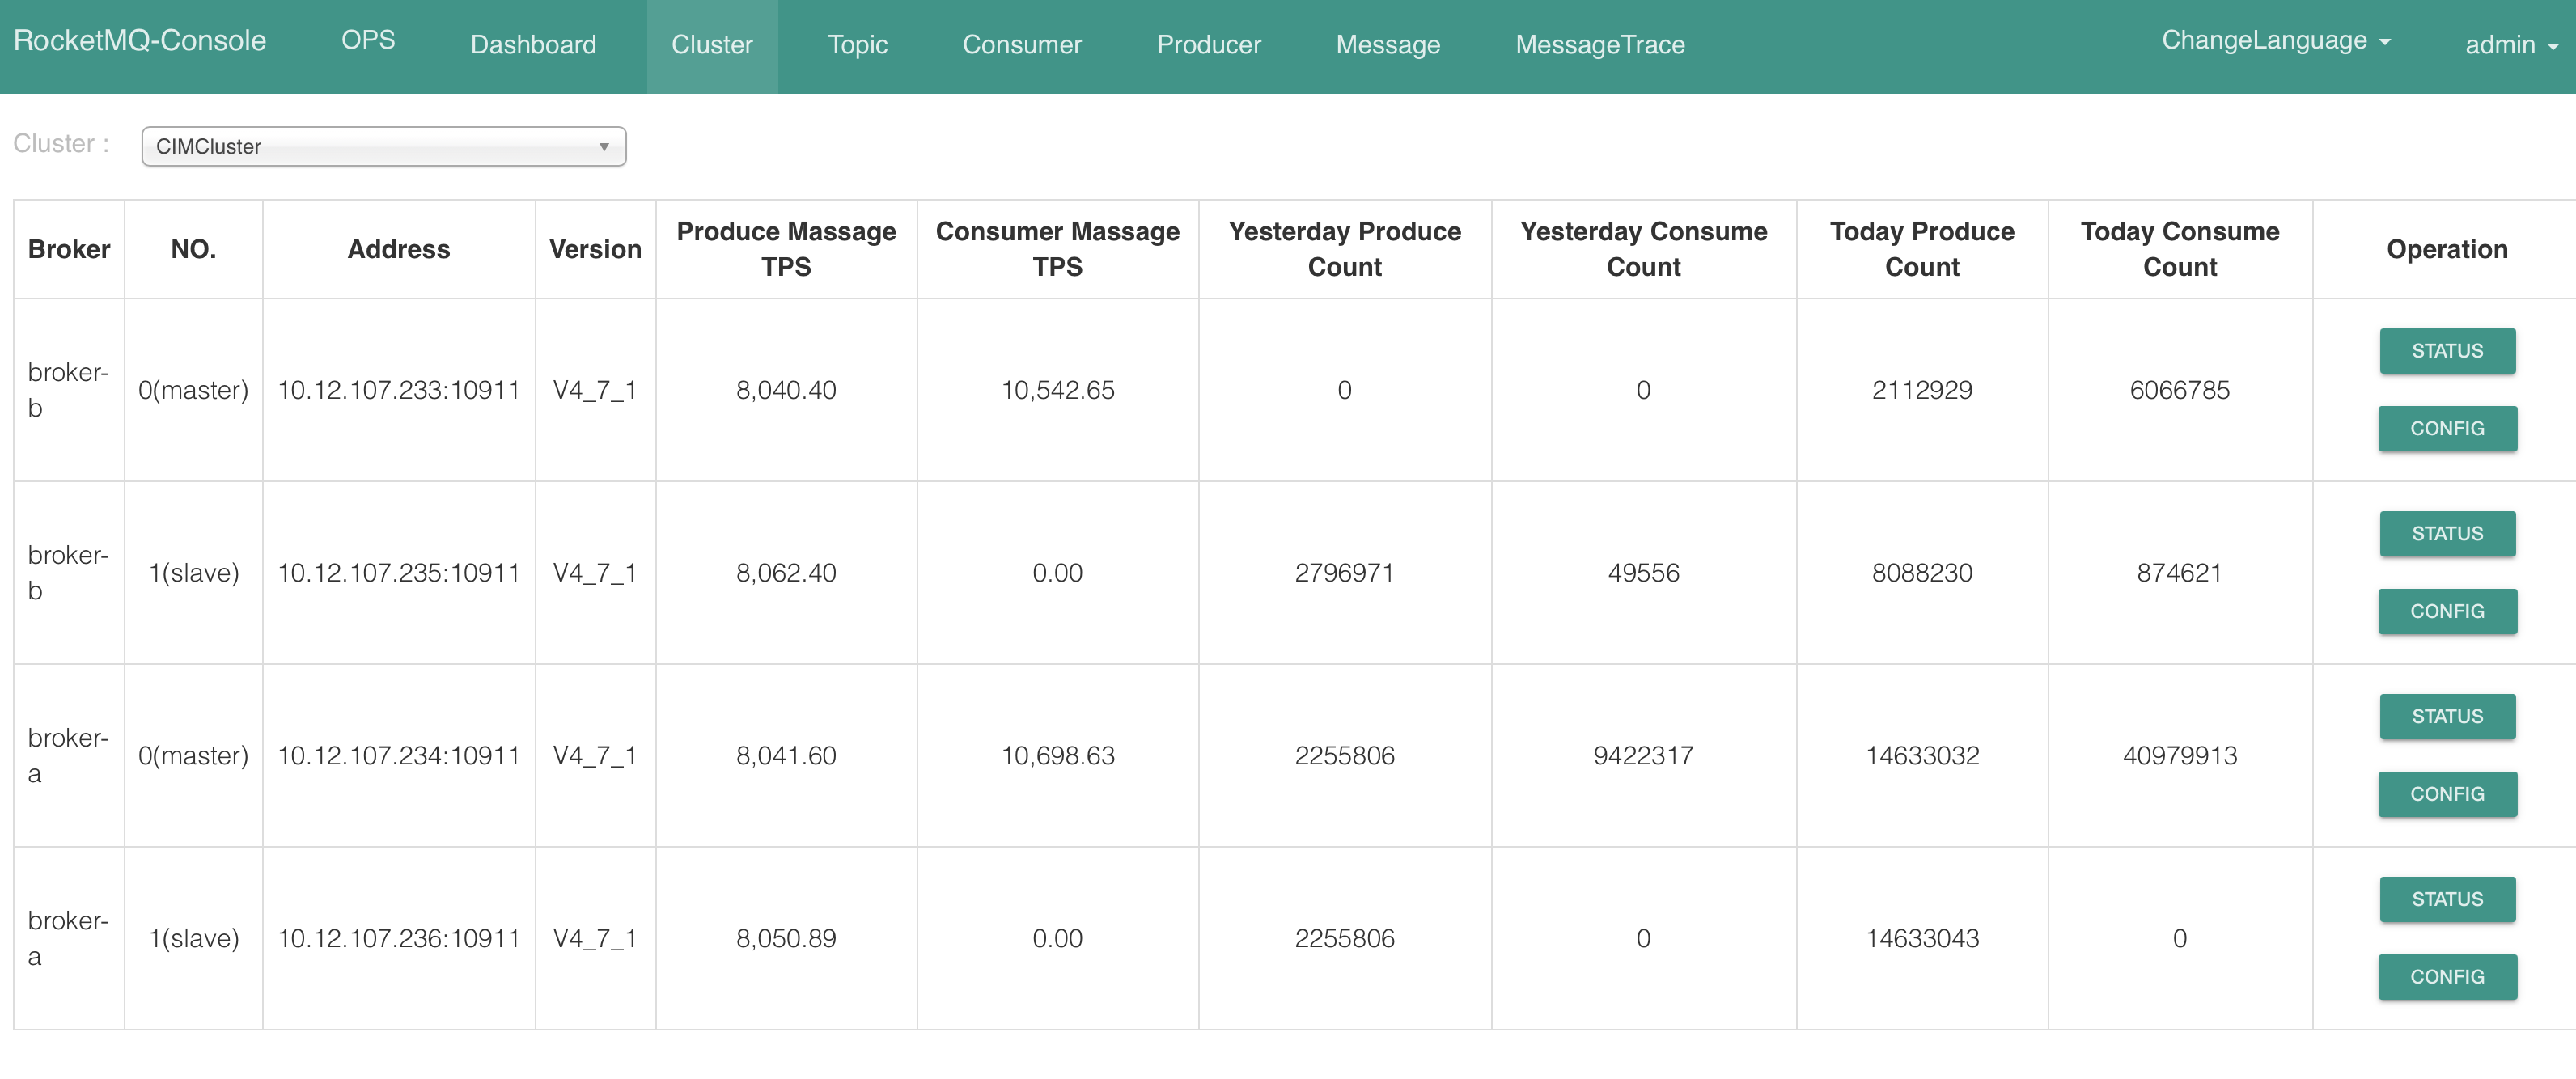 RocketMQ-Console OPS Dashboard Cluster Topic Consumer Producer Message MessageTrace ChangeLanguage admin
Cluster : CIMCluster
Broker NO. Address Version Produce Massage TPS Consumer Massage TPS Yesterday Produce Count Yesterday Consume Count Today Produce Count Today Consume Count Operation
broker-b 0(master) 10.12.107.233:10911 V4_7_1 8,040.40 10,542.65 0 0 2112929 6066785 STATUS CONFIG
broker-b 1(slave) 10.12.107.235:10911 V4_7_1 8,062.40 0.00 2796971 49556 8088230 874621 STATUS CONFIG
broker-a 0(master) 10.12.107.234:10911 V4_7_1 8,041.60 10,698.63 2255806 9422317 14633032 40979913 STATUS CONFIG
broker-a 1(slave) 10.12.107.236:10911 V4_7_1 8,050.89 0.00 2255806 0 14633043 0 STATUS CONFIG